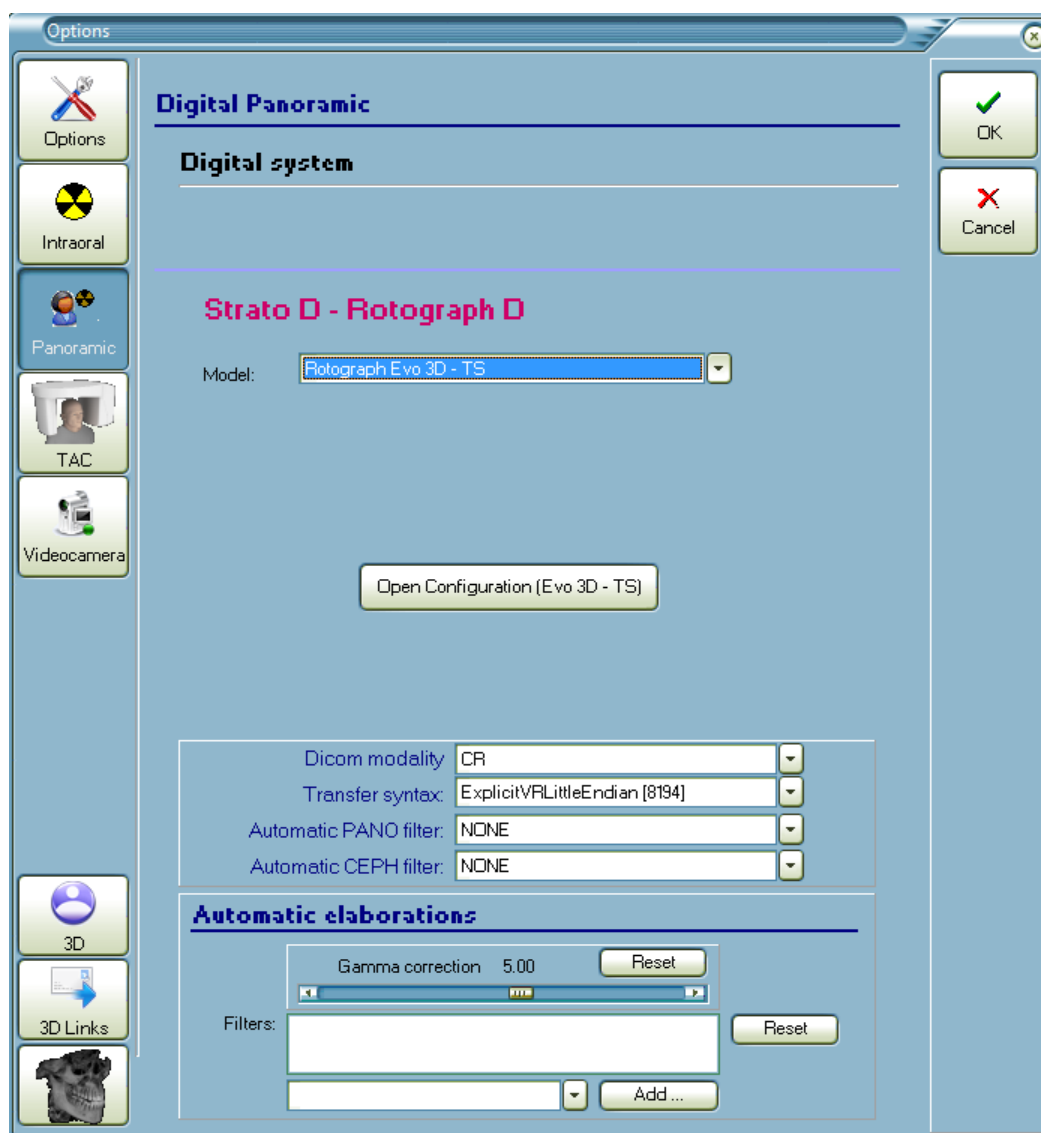 Options
Options
Intraoral
Panoramic
TAC
Videocamera
3D
3D Links
Digital Panoramic
Digital system
Strato D - Rotograph D
Model: Rotograph Evo 3D - TS
Open Configuration (Evo 3D - TS)
Dicom modality CR
Transfer syntax: ExplicitVRLittleEndian [8194]
Automatic PANO filter: NONE
Automatic CEPH filter: NONE
Automatic elaborations
Gamma correction 5.00 Reset
Filters: Reset
Add ...
OK
Cancel